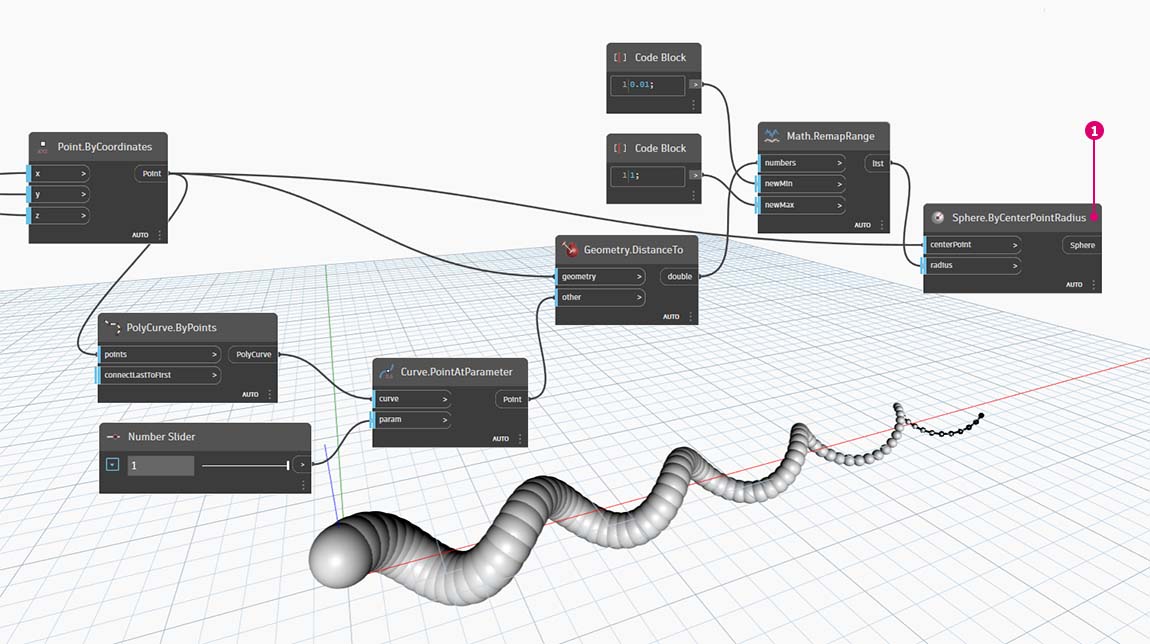 [ ] Code Block
1 0.01; >
Point.ByCoordinates
x > Point
y >
z >
AUTO
[ ] Code Block
1 1; >
Math.RemapRange
numbers > list
newMin >
newMax >
AUTO
1
Sphere.ByCenterPointRadius
centerPoint > Sphere
radius >
AUTO
Geometry.DistanceTo
geometry > double
other >
AUTO
PolyCurve.ByPoints
points > PolyCurve
connectLastToFirst >
AUTO
Curve.PointAtParameter
curve > Point
param >
AUTO
Number Slider
1 >